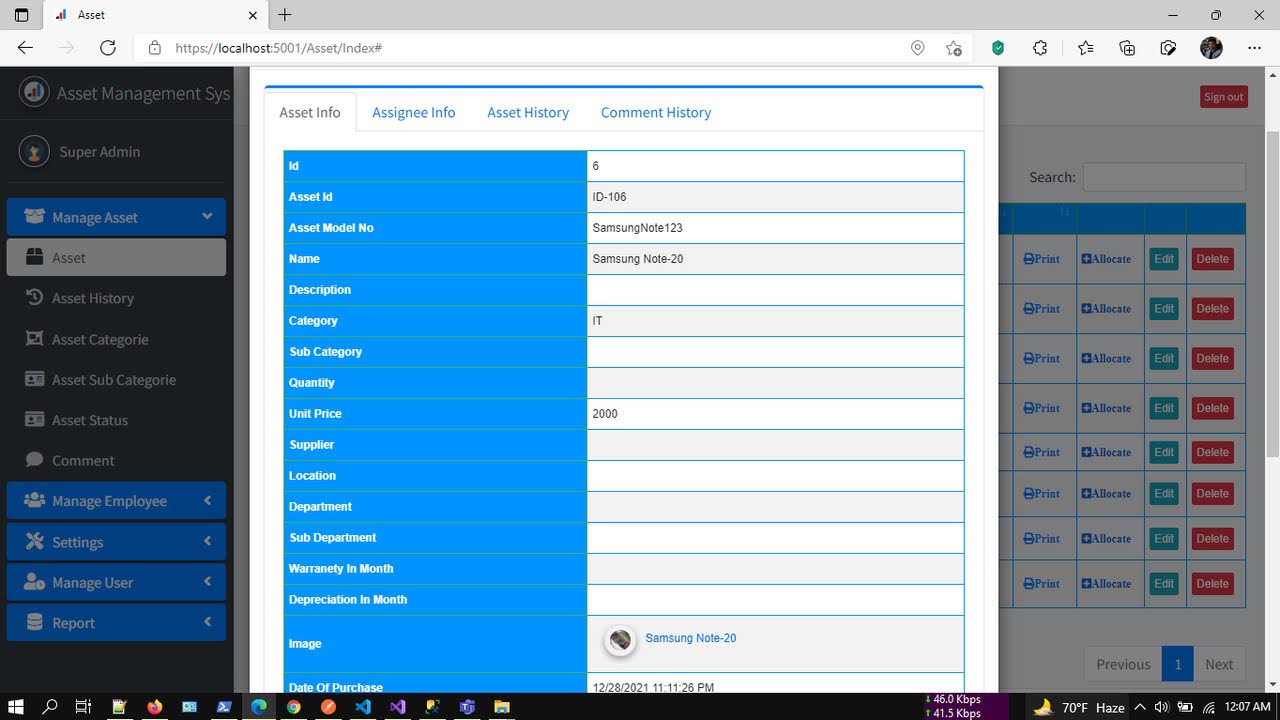 Asset
https://localhost:5001/Asset/Index#
Asset Management Sys
Super Admin
Manage Asset
Asset
Asset History
Asset Categorie
Asset Sub Categorie
Asset Status
Comment
Manage Employee
Settings
Manage User
Report
Asset Info Assignee Info Asset History Comment History
Id 6
Asset Id ID-106
Asset Model No SamsungNote123
Name Samsung Note-20
Description
Category IT
Sub Category
Quantity
Unit Price 2000
Supplier
Location
Department
Sub Department
Warranety In Month
Depreciation In Month
Image Samsung Note-20
Date Of Purchase 12/28/2021 11:11:26 PM
Sign out
Search:
Print Allocate Edit Delete
Print Allocate Edit Delete
Print Allocate Edit Delete
Print Allocate Edit Delete
Print Allocate Edit Delete
Print Allocate Edit Delete
Print Allocate Edit Delete
Print Allocate Edit Delete
Previous 1 Next
46.0 Kbps
41.5 Kbps
70°F Haze
12:07 AM